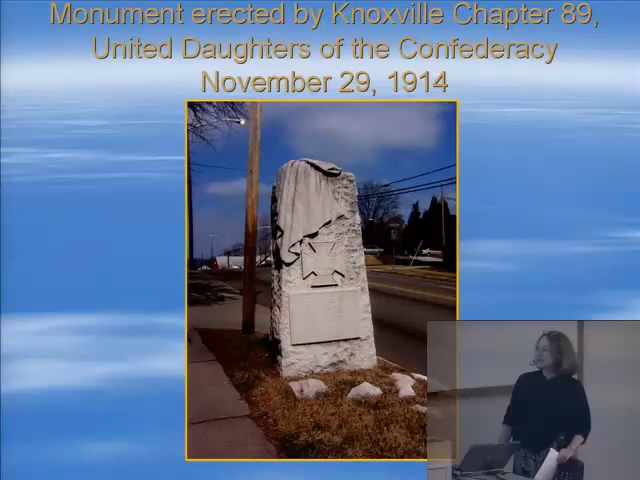 Monument erected by Knoxville Chapter 89,
United Daughters of the Confederacy
November 29, 1914